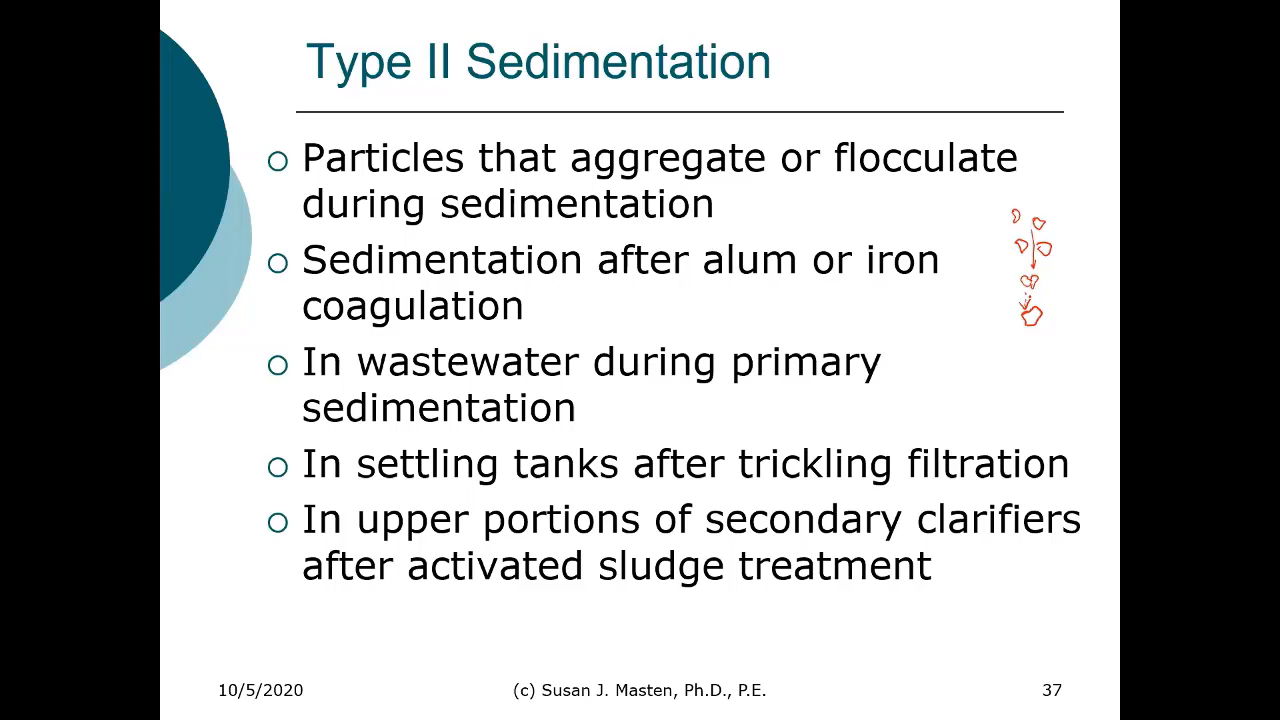 Type II Sedimentation
Particles that aggregate or flocculate
during sedimentation
Sedimentation after alum or iron
coagulation
In wastewater during primary
sedimentation
In settling tanks after trickling filtration
In upper portions of secondary clarifiers
after activated sludge treatment
10/5/2020
(c) Susan J. Masten, Ph.D., P.E.
37